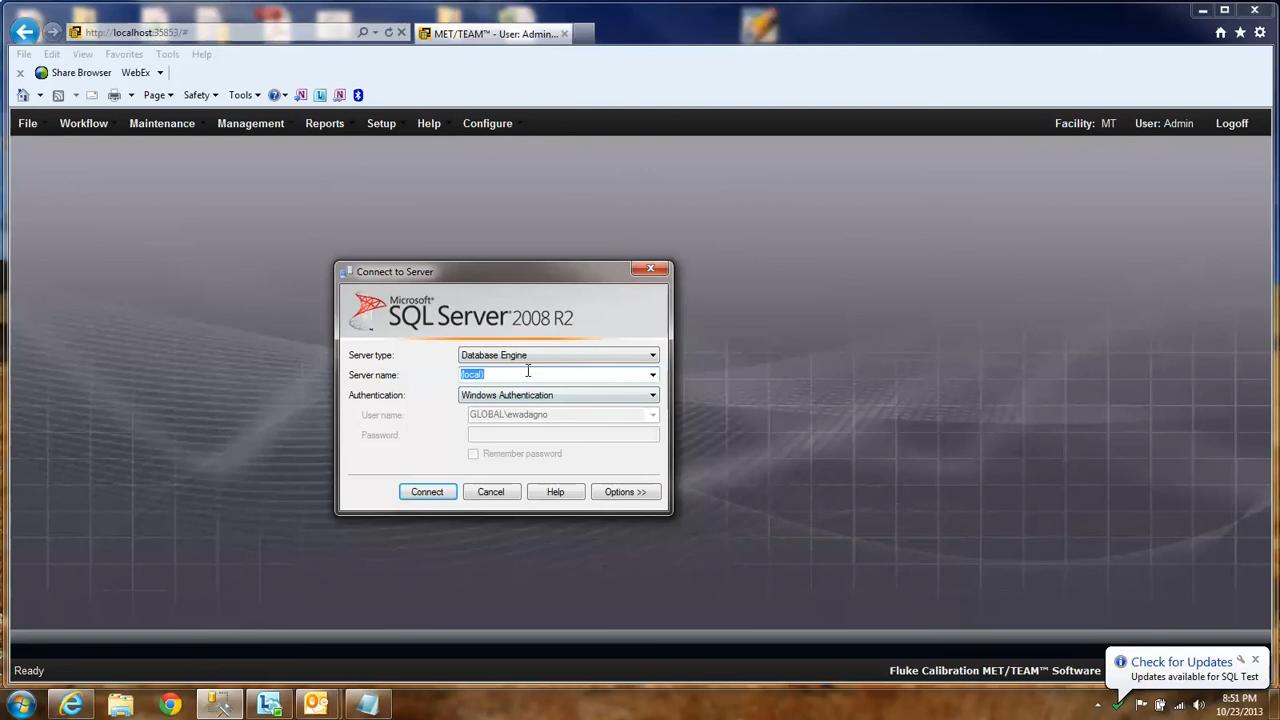 http://localhost:35853/#
MET/TEAM™ - User: Admin...
File Edit View Favorites Tools Help
Share Browser WebEx
Page Safety Tools
File Workflow Maintenance Management Reports Setup Help Configure Facility: MT User: Admin Logoff
Connect to Server
Microsoft®
SQL Server® 2008 R2
Server type: Database Engine
Server name: (local)
Authentication: Windows Authentication
User name: GLOBAL\ewadagno
Password:
Remember password
Connect Cancel Help Options >>
Ready
Fluke Calibration MET/TEAM™ Software
Check for Updates
Updates available for SQL Test
8:51 PM
10/23/2013